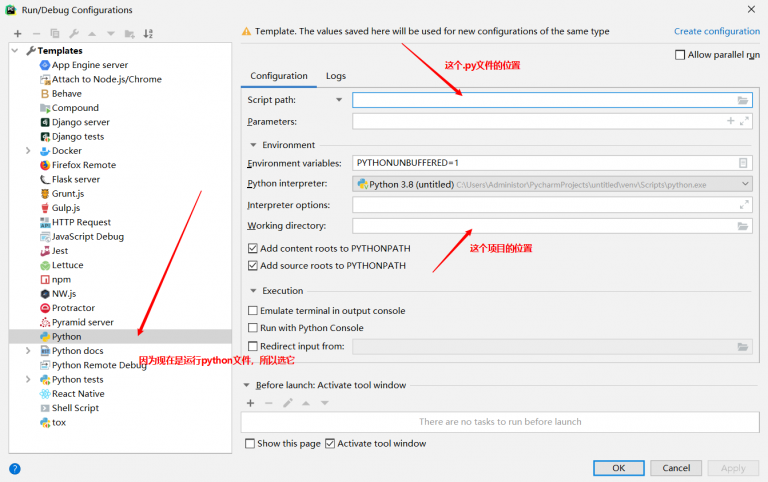 Run/Debug Configurations
Templates
App Engine server
Attach to Node.js/Chrome
Behave
Compound
Django server
Django tests
Docker
Firefox Remote
Flask server
Grunt.js
Gulp.js
HTTP Request
JavaScript Debug
Jest
Lettuce
npm
NW.js
Protractor
Pyramid server
Python
Python docs
Python Remote Debug
Python tests
React Native
Shell Script
tox
因为现在是运行python文件，所以选它
Template. The values saved here will be used for new configurations of the same type
Create configuration
Allow parallel run
这个.py文件的位置
Configuration
Logs
Script path:
Parameters:
Environment
Environment variables: PYTHONUNBUFFERED=1
Python interpreter: Python 3.8 (untitled) C:\Users\Administor\PycharmProjects\untitled\venv\Scripts\python.exe
Interpreter options:
Working directory:
这个项目的位置
Add content roots to PYTHONPATH
Add source roots to PYTHONPATH
Execution
Emulate terminal in output console
Run with Python Console
Redirect input from:
Before launch: Activate tool window
There are no tasks to run before launch
Show this page
Activate tool window
?
OK
Cancel
Apply